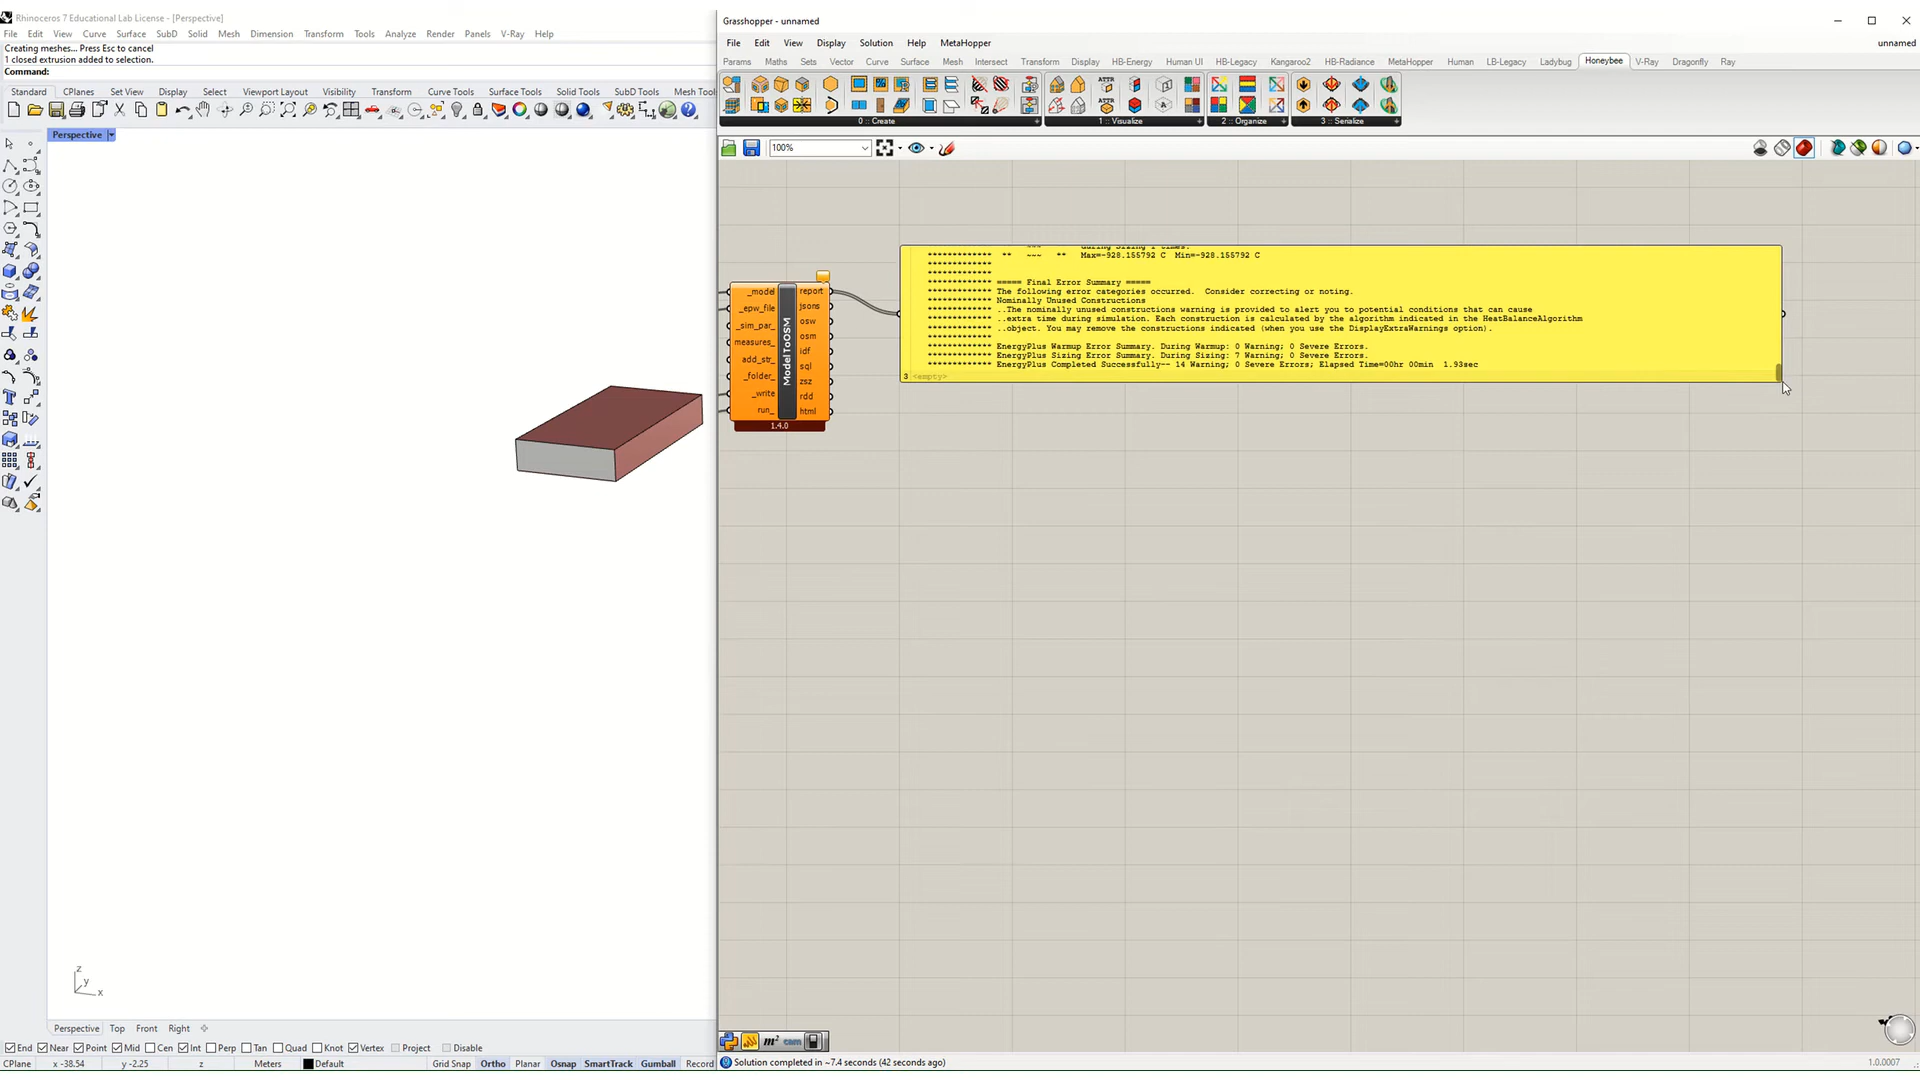 Rhinoceros 7 Educational Lab License - [Perspective]
File Edit View Curve Surface SubD Solid Mesh Dimension Transform Tools Analyze Render Panels V-Ray Help
Creating meshes... Press Esc to cancel
1 closed extrusion added to selection.
Command:
Standard CPlanes Set View Display Select Viewport Layout Visibility Transform Curve Tools Surface Tools Solid Tools SubD Tools Mesh Tools
Perspective
Grasshopper - unnamed
File Edit View Display Solution Help MetaHopper
unnamed
Params Maths Sets Vector Curve Surface Mesh Intersect Transform Display HB-Energy Human UI HB-Legacy Kangaroo2 HB-Radiance MetaHopper Human LB-Legacy Ladybug Honeybee V-Ray Dragonfly Ray
ATTR
ATTR
0 :: Create
1 :: Visualize
2 :: Organize
3 :: Serialize
100%
_model
_epw_file
_sim_par_
measures_
add_str_
_folder_
_write
run_
ModelToOSM
report
jsons
osw
osm
idf
sql
zsz
rdd
html
1.4.0
~~~ during Sizing 1 times.
************* ** ~~~ ** Max=-928.155792 C Min=-928.155792 C
*************
*************
************* ===== Final Error Summary =====
************* The following error categories occurred. Consider correcting or noting.
************* Nominally Unused Constructions
************* ..The nominally unused constructions warning is provided to alert you to potential conditions that can cause
************* ..extra time during simulation. Each construction is calculated by the algorithm indicated in the HeatBalanceAlgorithm
************* ..object. You may remove the constructions indicated (when you use the DisplayExtraWarnings option).
*************
************* EnergyPlus Warmup Error Summary. During Warmup: 0 Warning; 0 Severe Errors.
************* EnergyPlus Sizing Error Summary. During Sizing: 7 Warning; 0 Severe Errors.
************* EnergyPlus Completed Successfully-- 14 Warning; 0 Severe Errors; Elapsed Time=00hr 00min 1.93sec
3 <empty>
z
y
x
Perspective Top Front Right
End Near Point Mid Cen Int Perp Tan Quad Knot Vertex Project Disable
CPlane x -38.54 y -2.25 z Meters Default Grid Snap Ortho Planar Osnap SmartTrack Gumball Record
m² cam
Solution completed in ~7.4 seconds (42 seconds ago)
1.0.0007